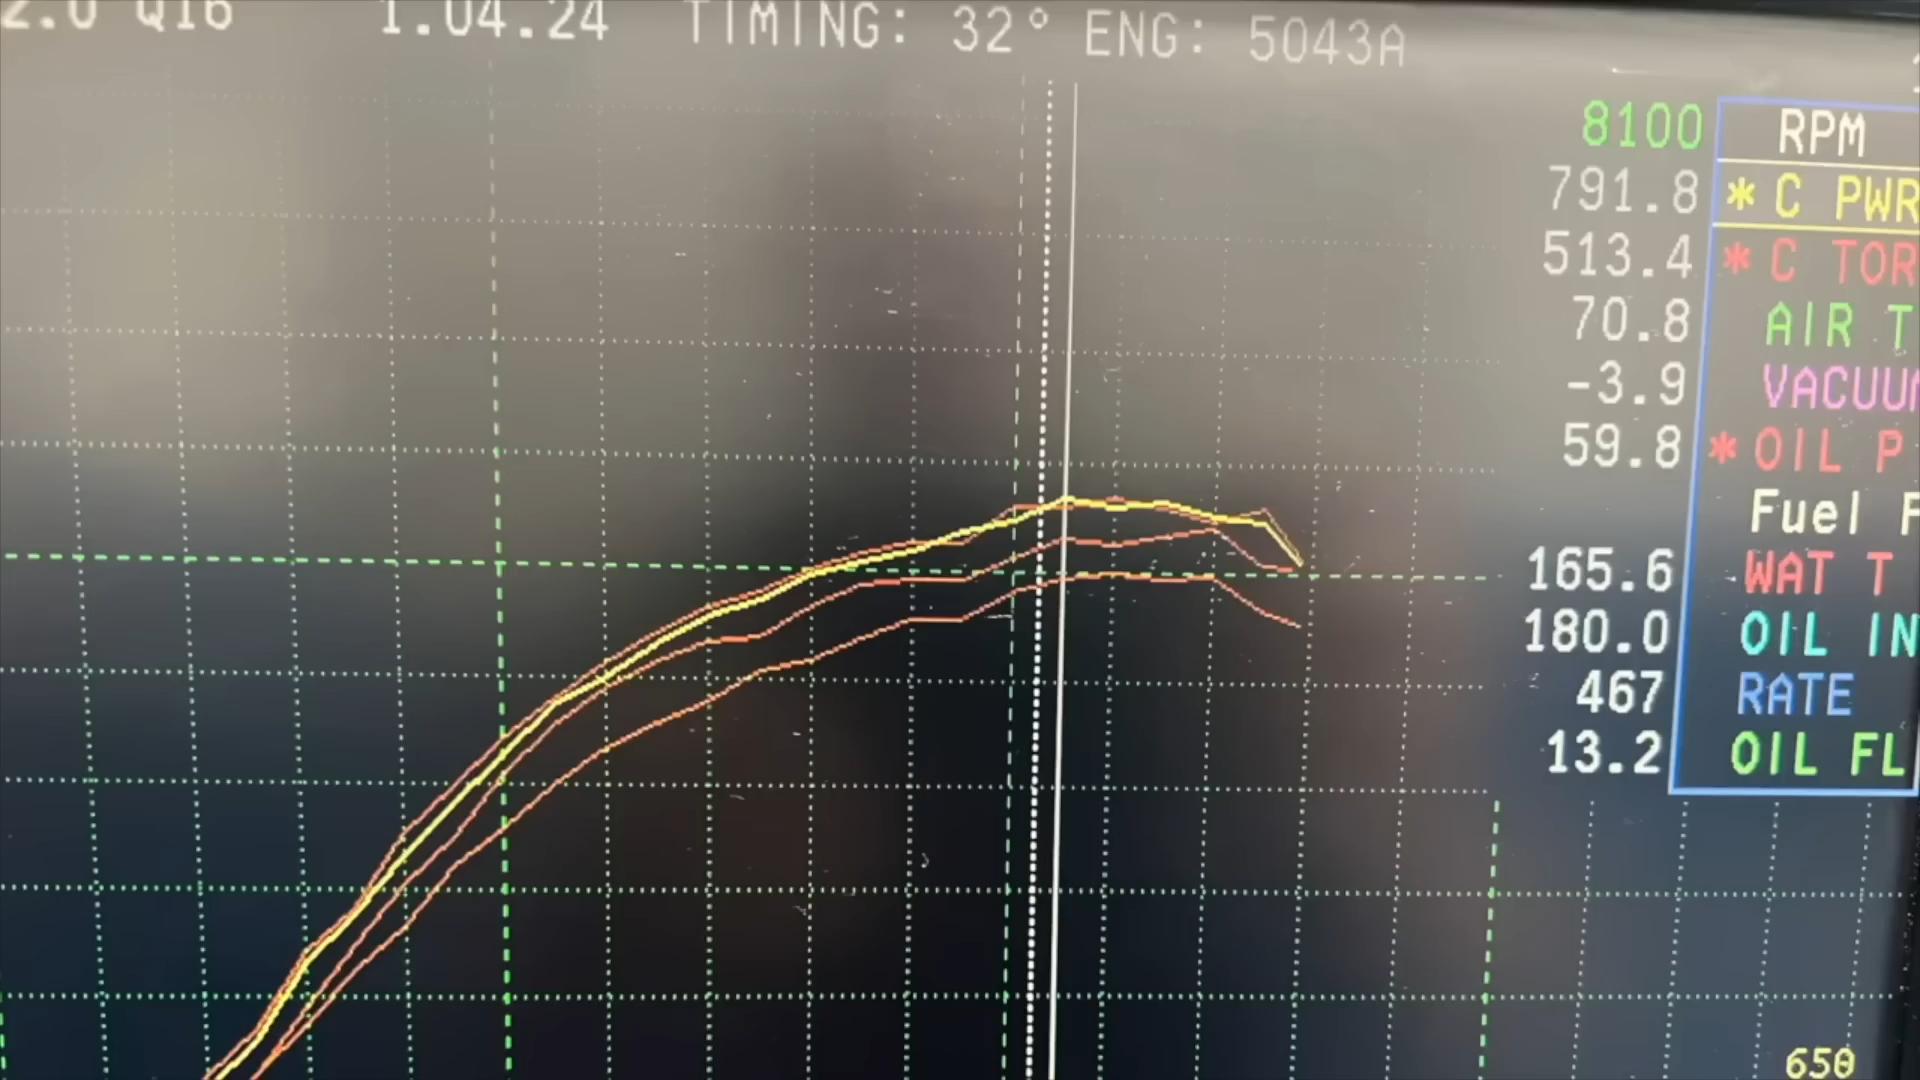 2.0 Q16 1.04.24 TIMING: 32° ENG: 5043A
8100 RPM
791.8 * C PWR
513.4 * C TOR
70.8 AIR T
-3.9 VACUUM
59.8 * OIL P
Fuel F
165.6 WAT T
180.0 OIL IN
467 RATE
13.2 OIL FL
650